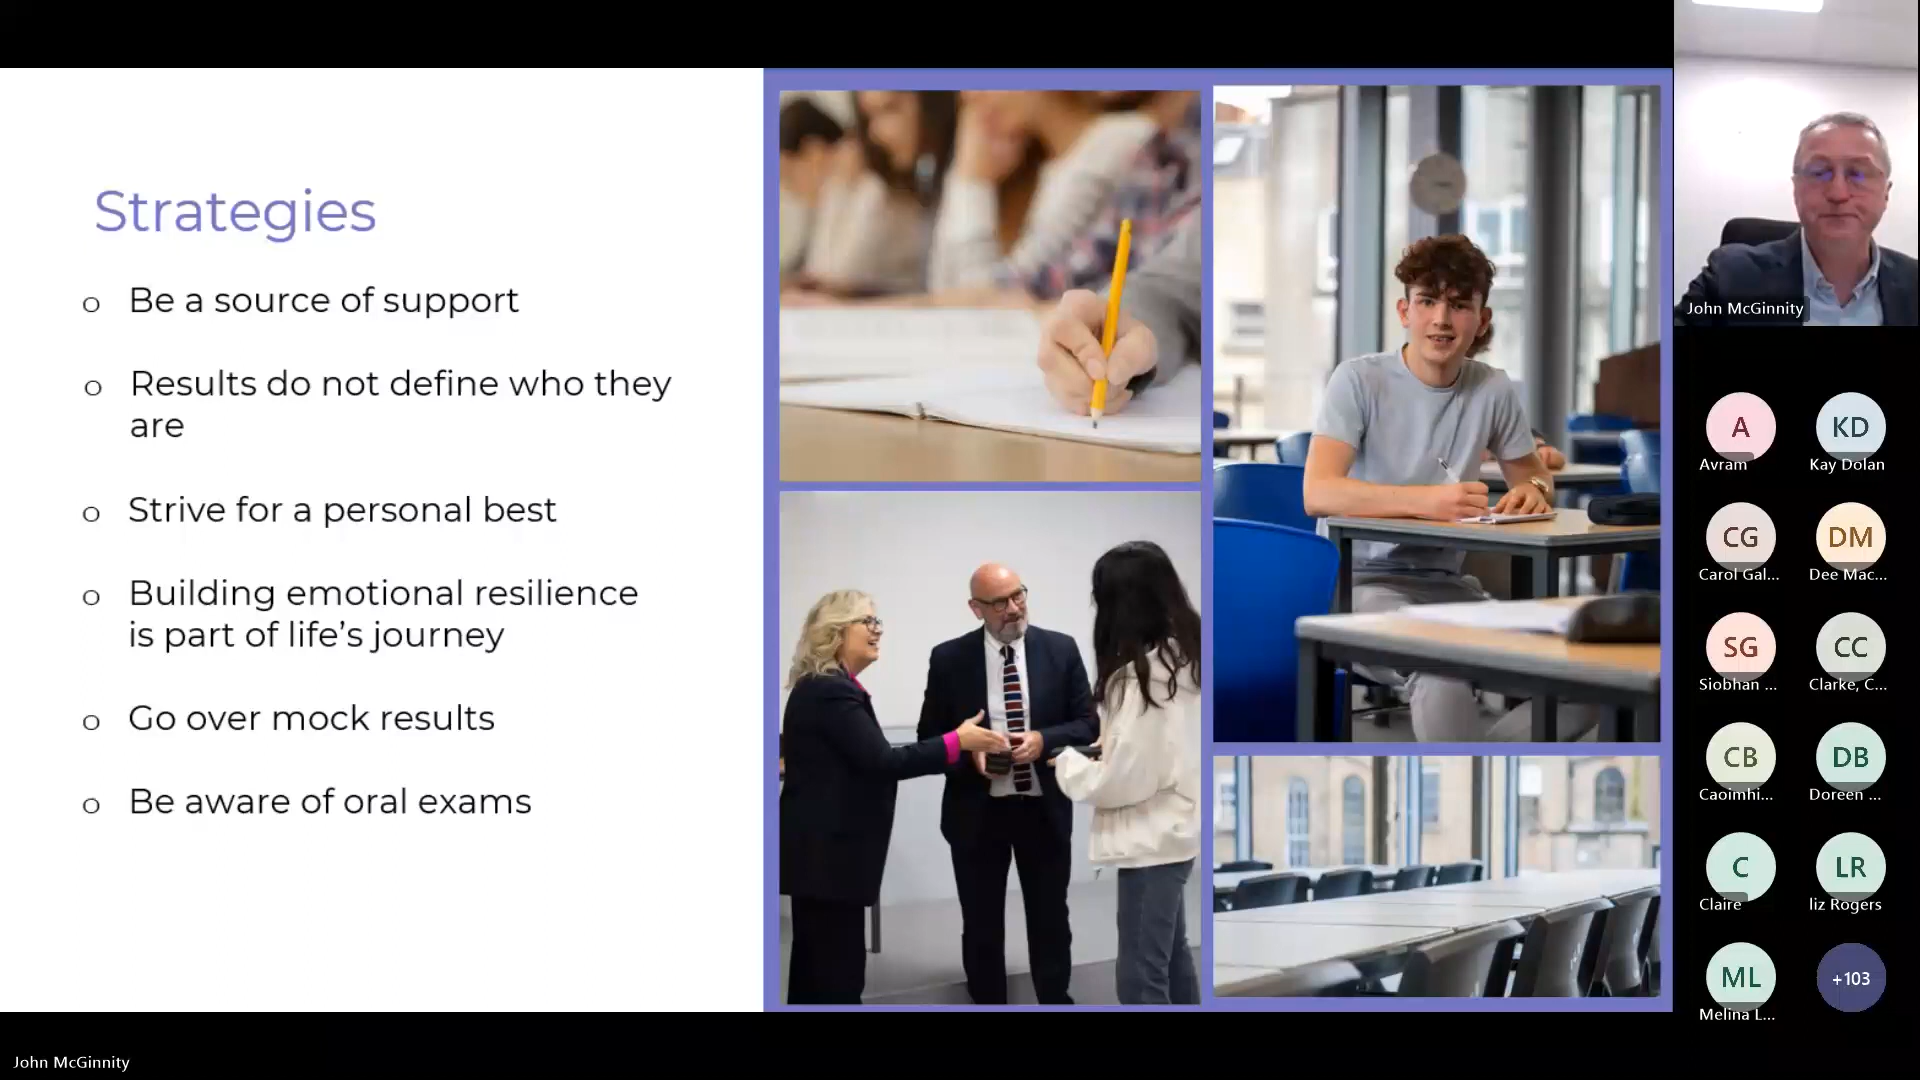 Strategies
o Be a source of support
o Results do not define who they
are
o Strive for a personal best
o Building emotional resilience
is part of life’s journey
o Go over mock results
o Be aware of oral exams
John McGinnity
A
Avram
KD
Kay Dolan
CG
Carol Gal...
DM
Dee Mac...
SG
Siobhan ...
CC
Clarke, C...
CB
Caoimhi...
DB
Doreen ...
C
Claire
LR
liz Rogers
ML
Melina L...
+103
John McGinnity